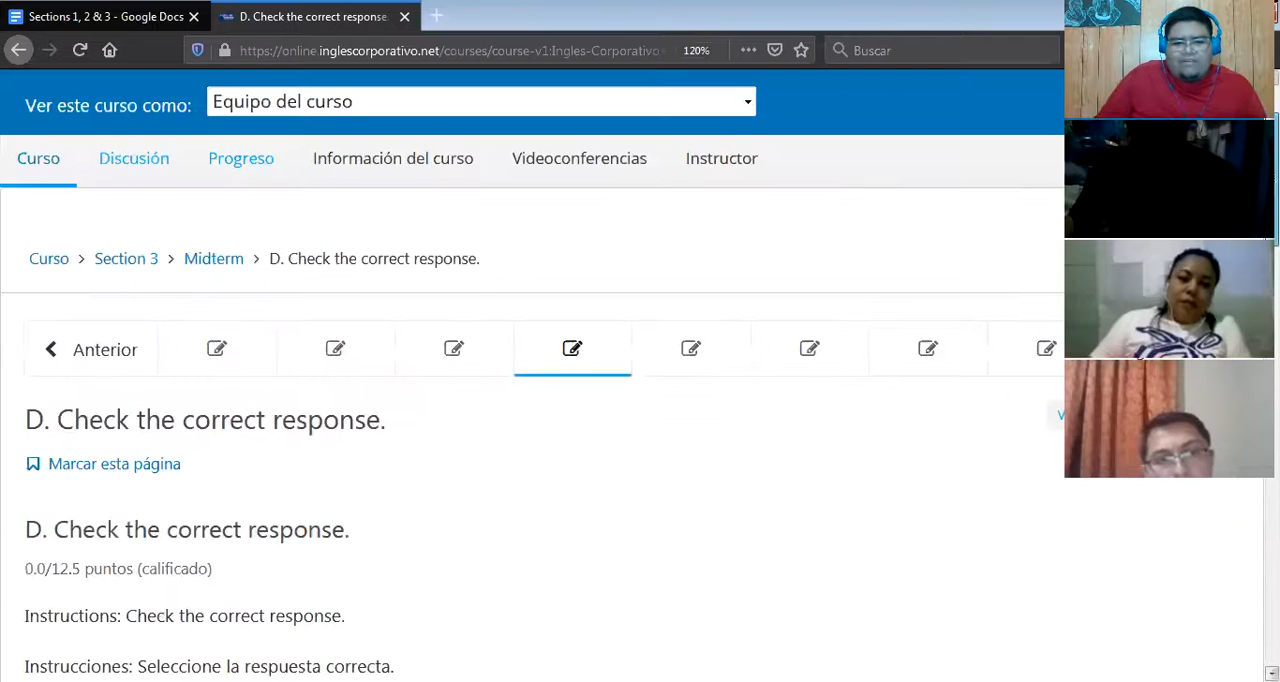 Sections 1, 2 & 3 - Google Docs
D. Check the correct response.
https://online.inglescorporativo.net/courses/course-v1:Ingles-Corporativo
120%
Buscar
Ver este curso como:
Equipo del curso
Curso
Discusión
Progreso
Información del curso
Videoconferencias
Instructor
Curso > Section 3 > Midterm > D. Check the correct response.
Anterior
D. Check the correct response.
V
Marcar esta página
D. Check the correct response.
0.0/12.5 puntos (calificado)
Instructions: Check the correct response.
Instrucciones: Seleccione la respuesta correcta.